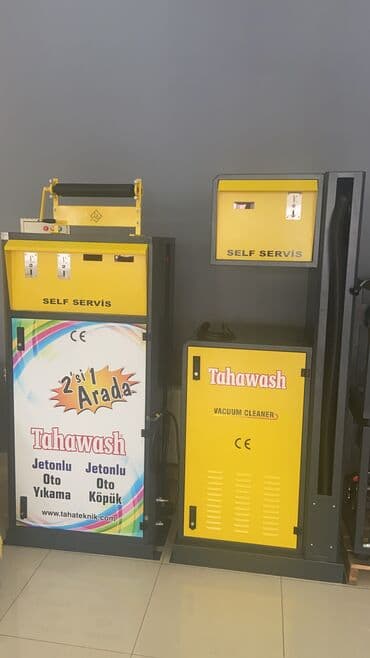 SELF SERVİS
CE
2'si 1
Arada
Tahawash
Jetonlu Jetonlu
Oto Oto
Yıkama Köpük
www.tahateknik.com
SELF SERVİS
Tahawash
VACUUM CLEANER
CE